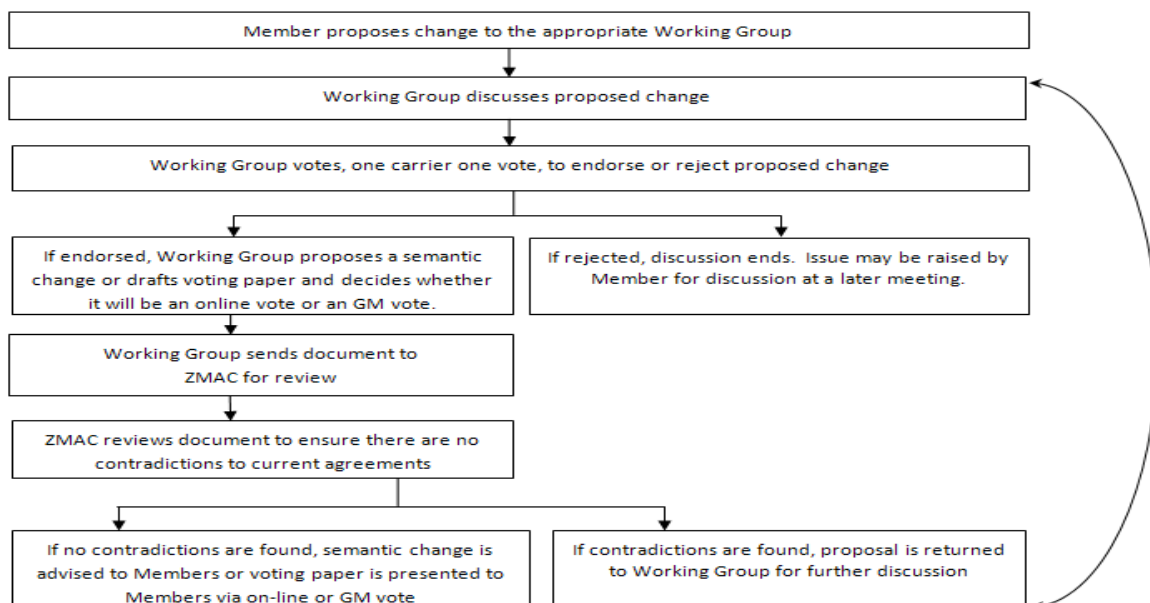 Member proposes change to the appropriate Working Group
Working Group discusses proposed change
Working Group votes, one carrier one vote, to endorse or reject proposed change
If endorsed, Working Group proposes a semantic
change or drafts voting paper and decides whether
it will be an online vote or an GM vote.
If rejected, discussion ends.  Issue may be raised by
Member for discussion at a later meeting.
Working Group sends document to
ZMAC for review
ZMAC reviews document to ensure there are no
contradictions to current agreements
If no contradictions are found, semantic change is
advised to Members or voting paper is presented to
Members via on-line or GM vote
If contradictions are found, proposal is returned
to Working Group for further discussion